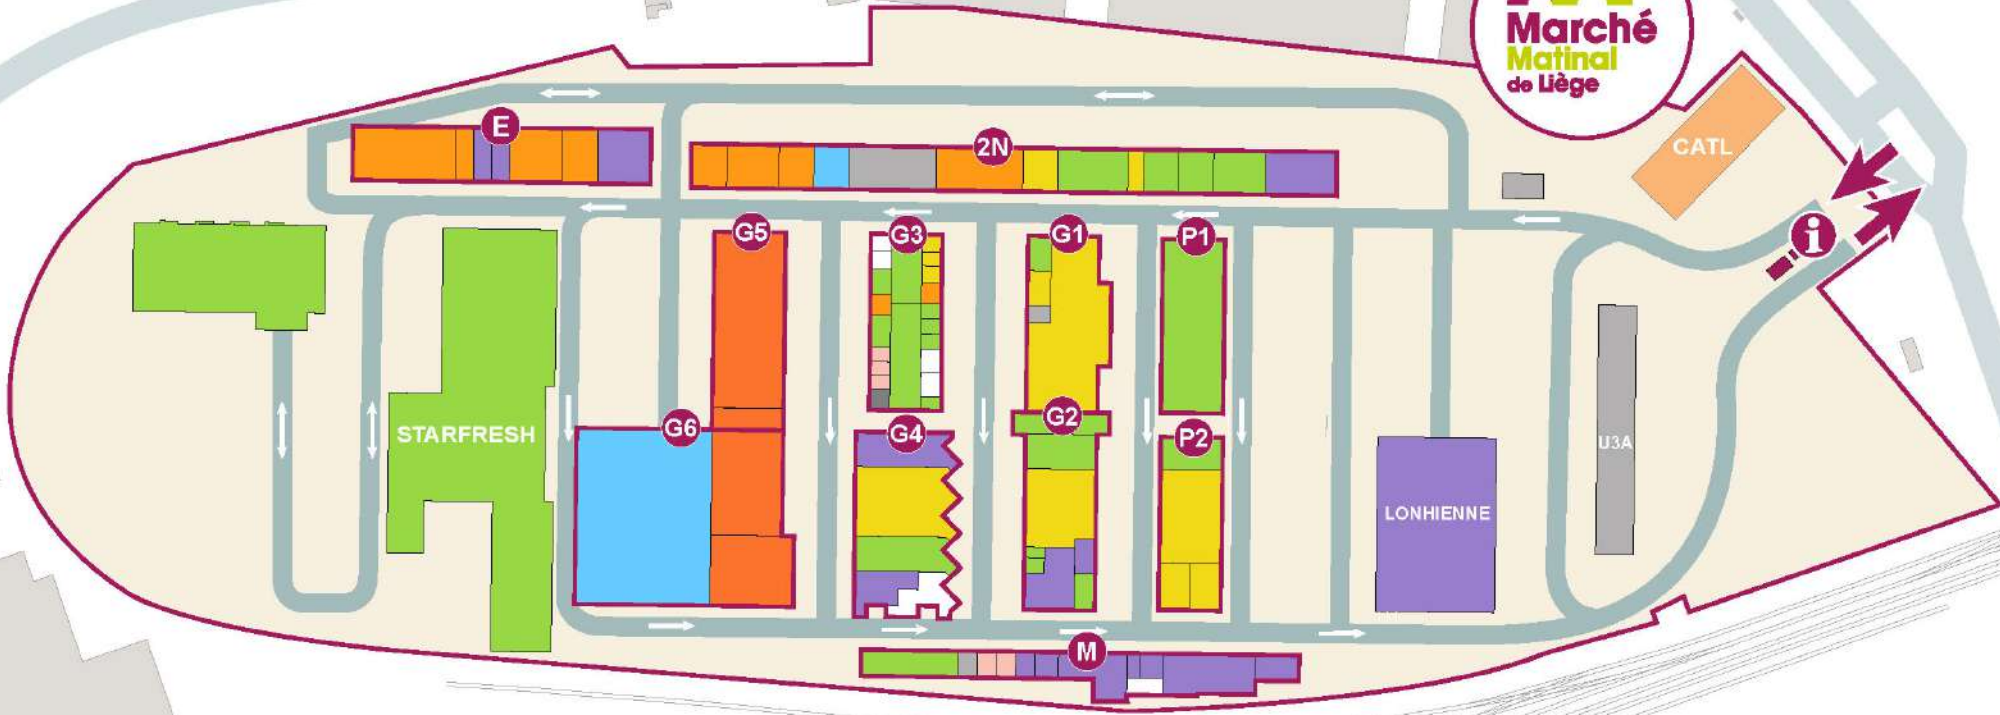 Marché
Matinal
de Liège
CATL
E
2N
G5
G3
G1
P1
i
STARFRESH
G6
G4
G2
P2
U3A
LONHIENNE
M